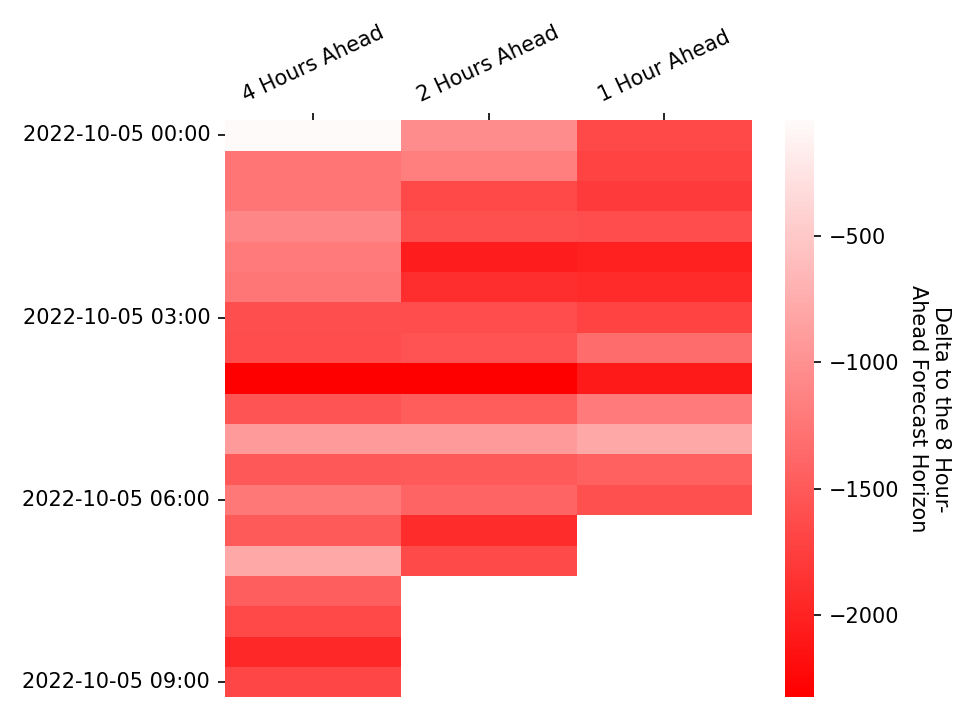 4 Hours Ahead
2 Hours Ahead
1 Hour Ahead
2022-10-05 00:00
2022-10-05 03:00
2022-10-05 06:00
2022-10-05 09:00
−500
−1000
−1500
−2000
Delta to the 8 Hour-
Ahead Forecast Horizon